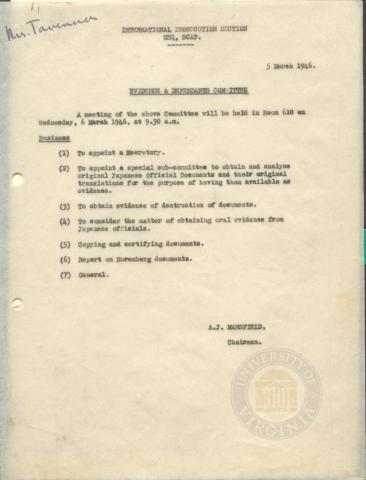 Mr. Tavenner
INTERNATIONAL PROSECUTION SECTION
GHQ, SCAP.
5 March 1946.
EVIDENCE & DEFENDANTS COMMITTEE
A meeting of the above Committee will be held in Room 618 on
Wednesday, 6 March 1946, at 9.30 a.m.
Business
(1) To appoint a Secretary.
(2) To appoint a special sub-committee to obtain and analyse
original Japanese Official Documents and their original
translations for the purpose of having them available as
evidence.
(3) To obtain evidence of destruction of documents.
(4) To consider the matter of obtaining oral evidence from
Japanese officials.
(5) Copying and certifying documents.
(6) Report on Nuremberg documents.
(7) General.
A.J. MANSFIELD,
Chairman.
UNIVERSITY OF VIRGINIA